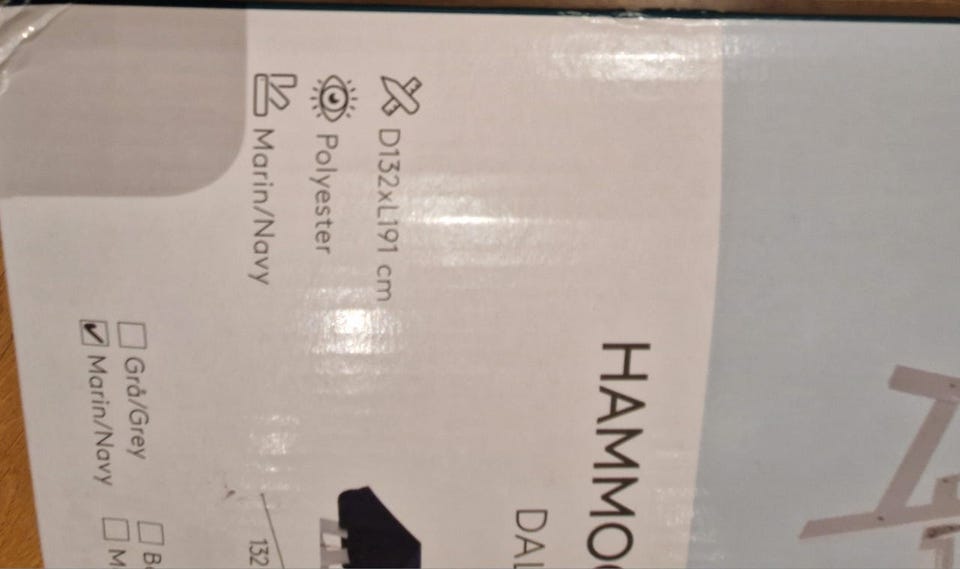 HAMMO
DAL
D132xL191 cm
Polyester
Marin/Navy
132
Grå/Grey
Marin/Navy